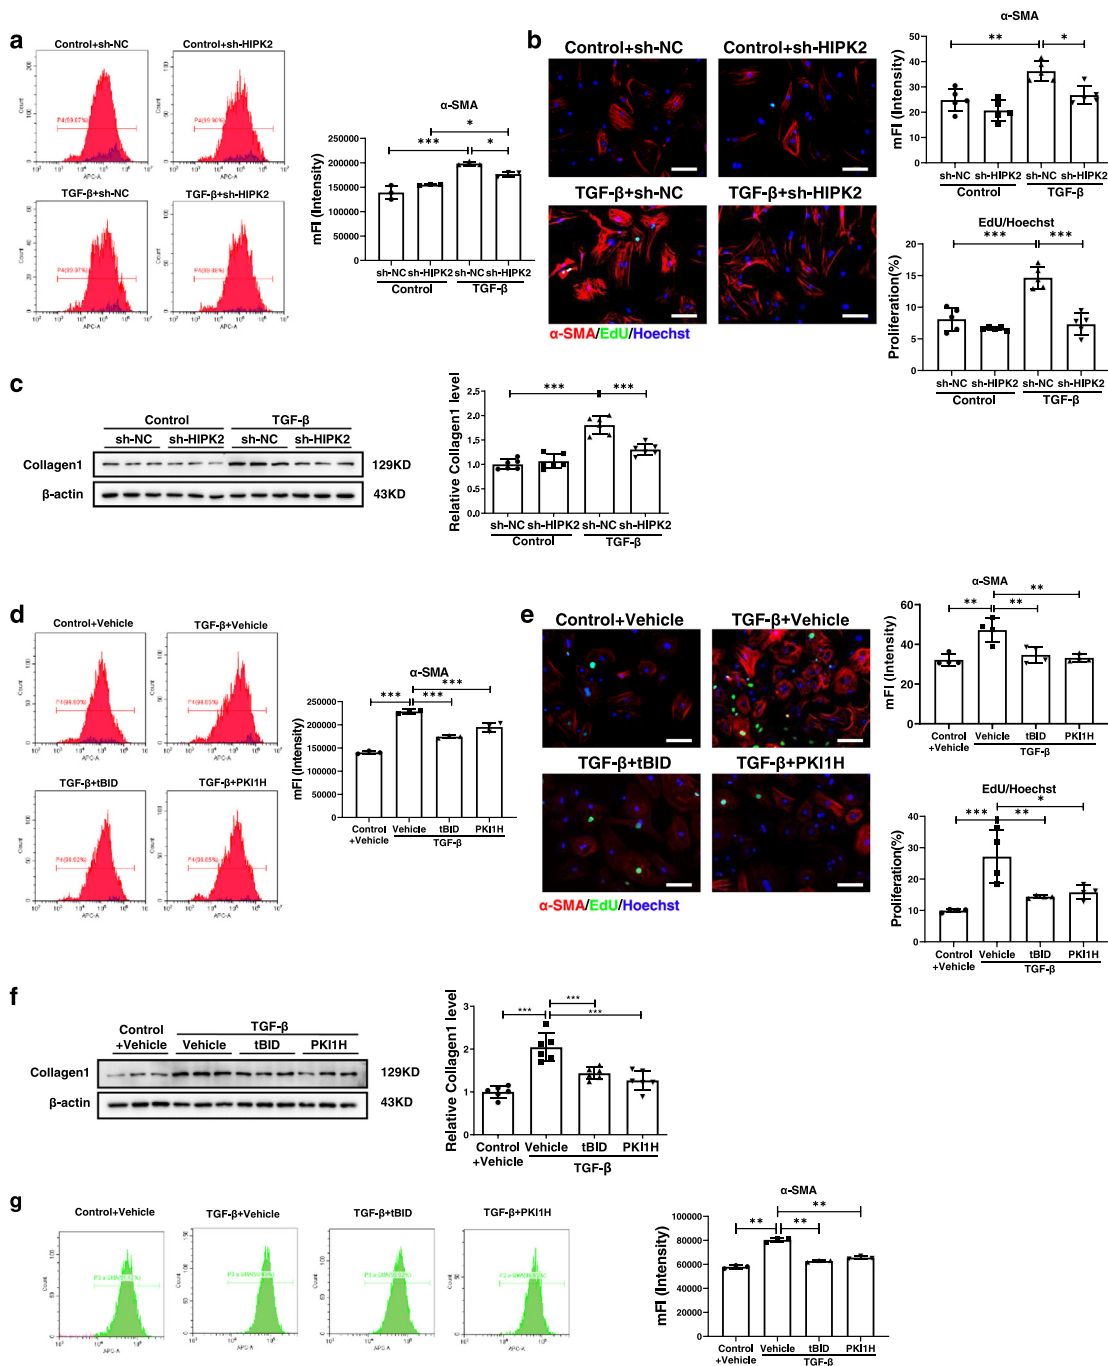 a
Control+sh-NC
Control+sh-HIPK2
TGF-β+sh-NC
TGF-β+sh-HIPK2
Count
APC-A
α-SMA
mFI (Intensity)
250000
200000
150000
100000
50000
0
***
*
*
sh-NC sh-HIPK2 sh-NC sh-HIPK2
Control TGF-β
b
Control+sh-NC
Control+sh-HIPK2
TGF-β+sh-NC
TGF-β+sh-HIPK2
α-SMA/EdU/Hoechst
α-SMA
mFI (Intensity)
50
40
30
20
10
0
** *
sh-NC sh-HIPK2 sh-NC sh-HIPK2
Control TGF-β
EdU/Hoechst
Proliferation(%)
20
15
10
5
0
*** ***
sh-NC sh-HIPK2 sh-NC sh-HIPK2
Control TGF-β
c
Control TGF-β
sh-NC sh-HIPK2 sh-NC sh-HIPK2
Collagen1 129KD
β-actin 43KD
Relative Collagen1 level
2.5
2.0
1.5
1.0
0.5
0.0
*** ***
sh-NC sh-HIPK2 sh-NC sh-HIPK2
Control TGF-β
d
Control+Vehicle
TGF-β+Vehicle
TGF-β+tBID
TGF-β+PKI1H
Count
APC-A
α-SMA
mFI (Intensity)
250000
200000
150000
100000
50000
0
*** ***
***
Control +Vehicle
Vehicle tBID PKI1H
TGF-β
e
Control+Vehicle
TGF-β+Vehicle
TGF-β+tBID
TGF-β+PKI1H
α-SMA/EdU/Hoechst
α-SMA
mFI (Intensity)
60
40
20
0
** **
**
Control +Vehicle
Vehicle tBID PKI1H
TGF-β
EdU/Hoechst
Proliferation(%)
40
30
20
10
0
*** **
*
Control +Vehicle
Vehicle tBID PKI1H
TGF-β
f
Control +Vehicle
TGF-β
Vehicle tBID PKI1H
Collagen1 129KD
β-actin 43KD
Relative Collagen1 level
3
2
1
0
*** ***
***
Control +Vehicle
Vehicle tBID PKI1H
TGF-β
g
Control+Vehicle
TGF-β+Vehicle
TGF-β+tBID
TGF-β+PKI1H
Count
APC-A
α-SMA
mFI (Intensity)
100000
80000
60000
40000
20000
0
** **
**
Control +Vehicle
Vehicle tBID PKI1H
TGF-β